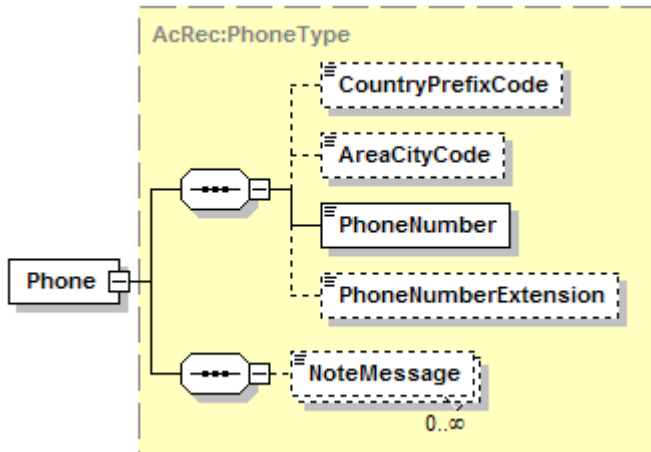 AcRec:PhoneType
CountryPrefixCode
AreaCityCode
PhoneNumber
Phone
PhoneNumberExtension
NoteMessage
0..∞